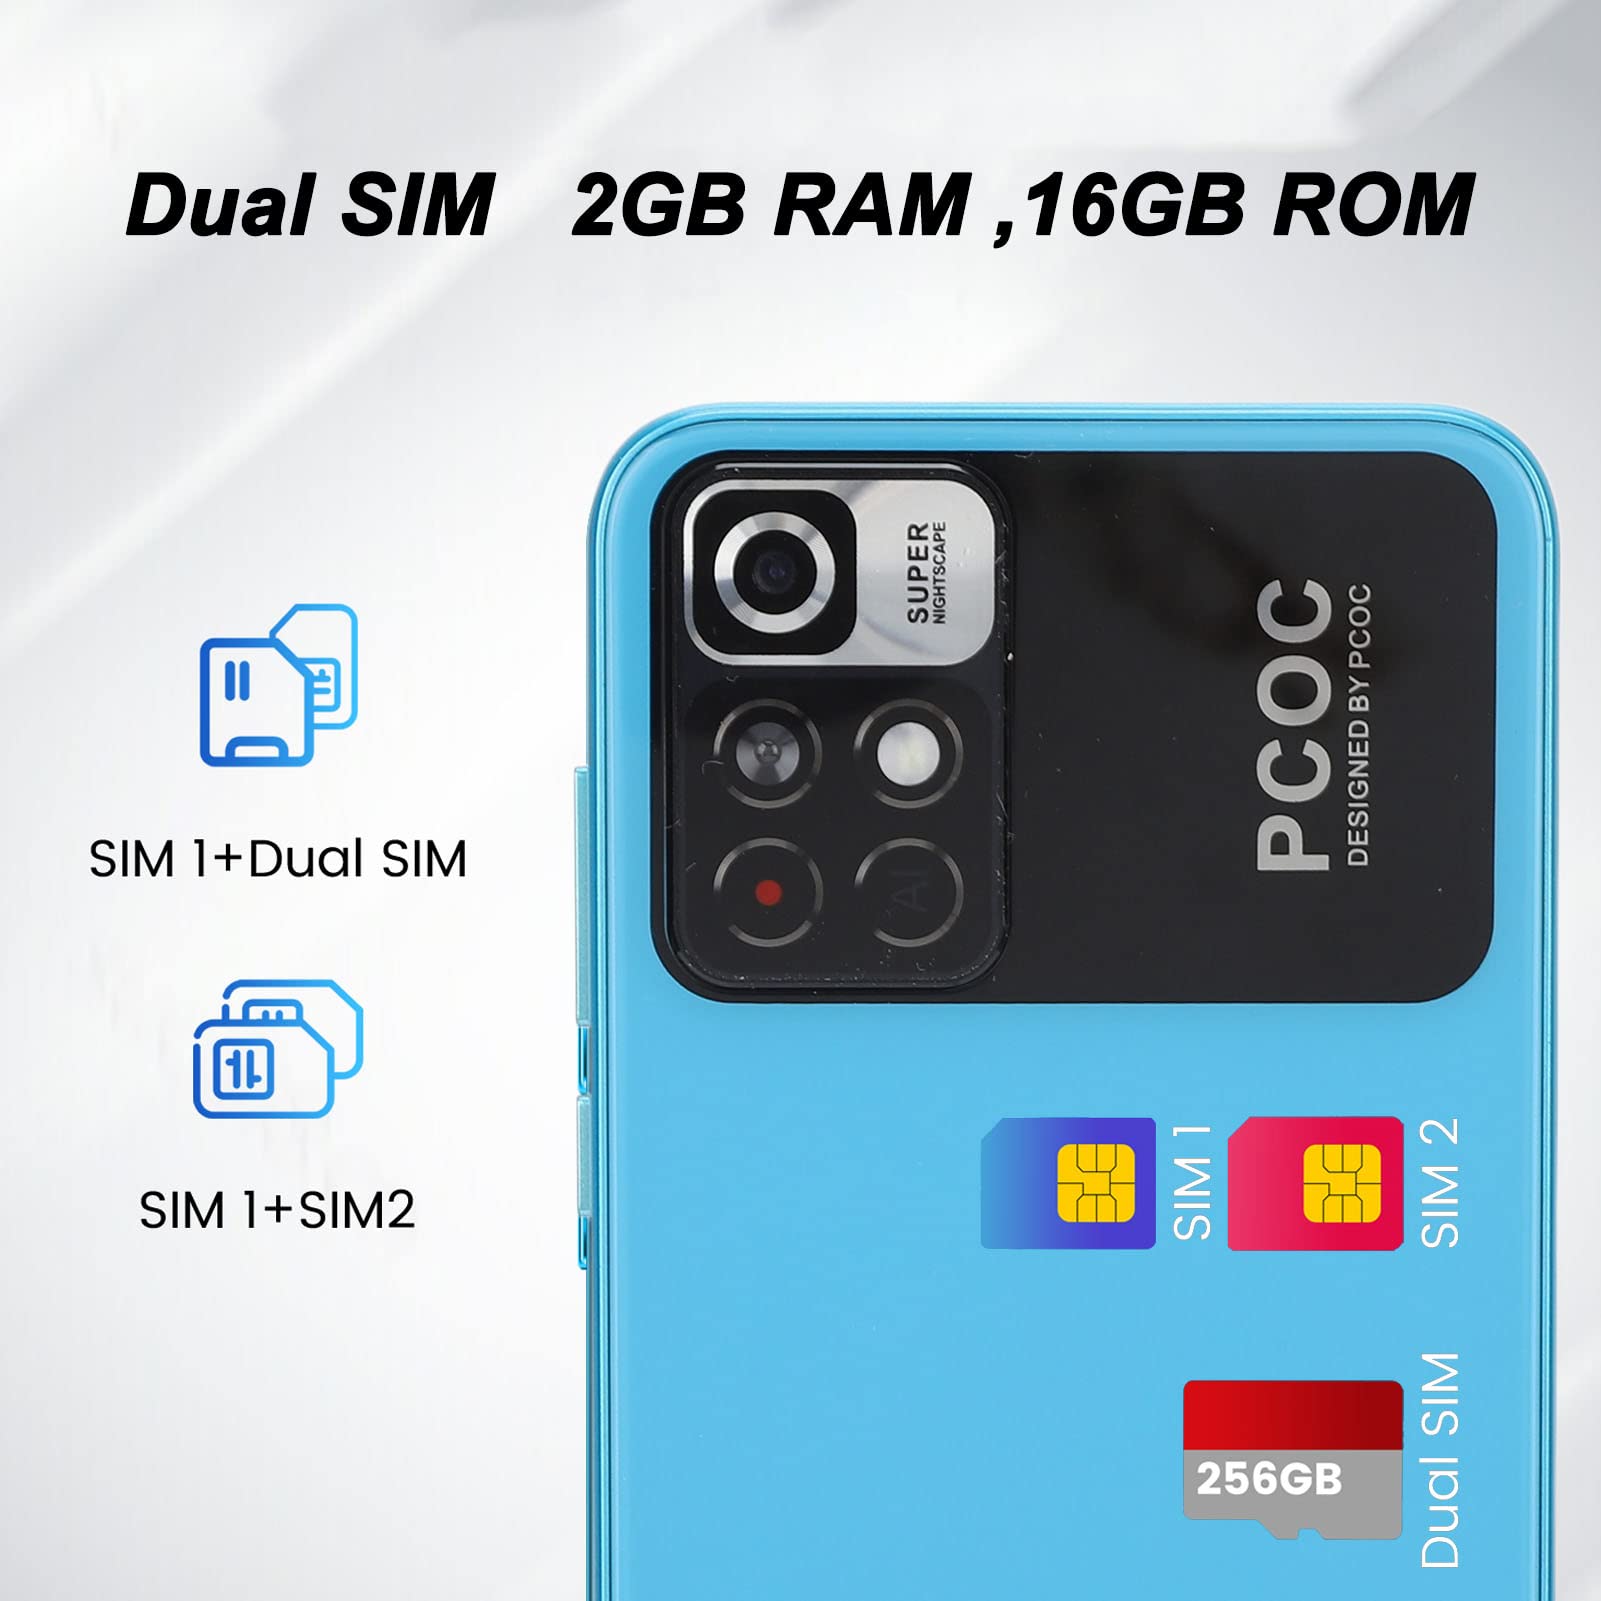 Dual SIM 2GB RAM ,16GB ROM
SUPER
NIGHTSCAPE
PCOC
DESIGNED BY PCOC
AI
SIM 1+Dual SIM
SIM 1+SIM2
SIM 1
SIM 2
256GB
Dual SIM